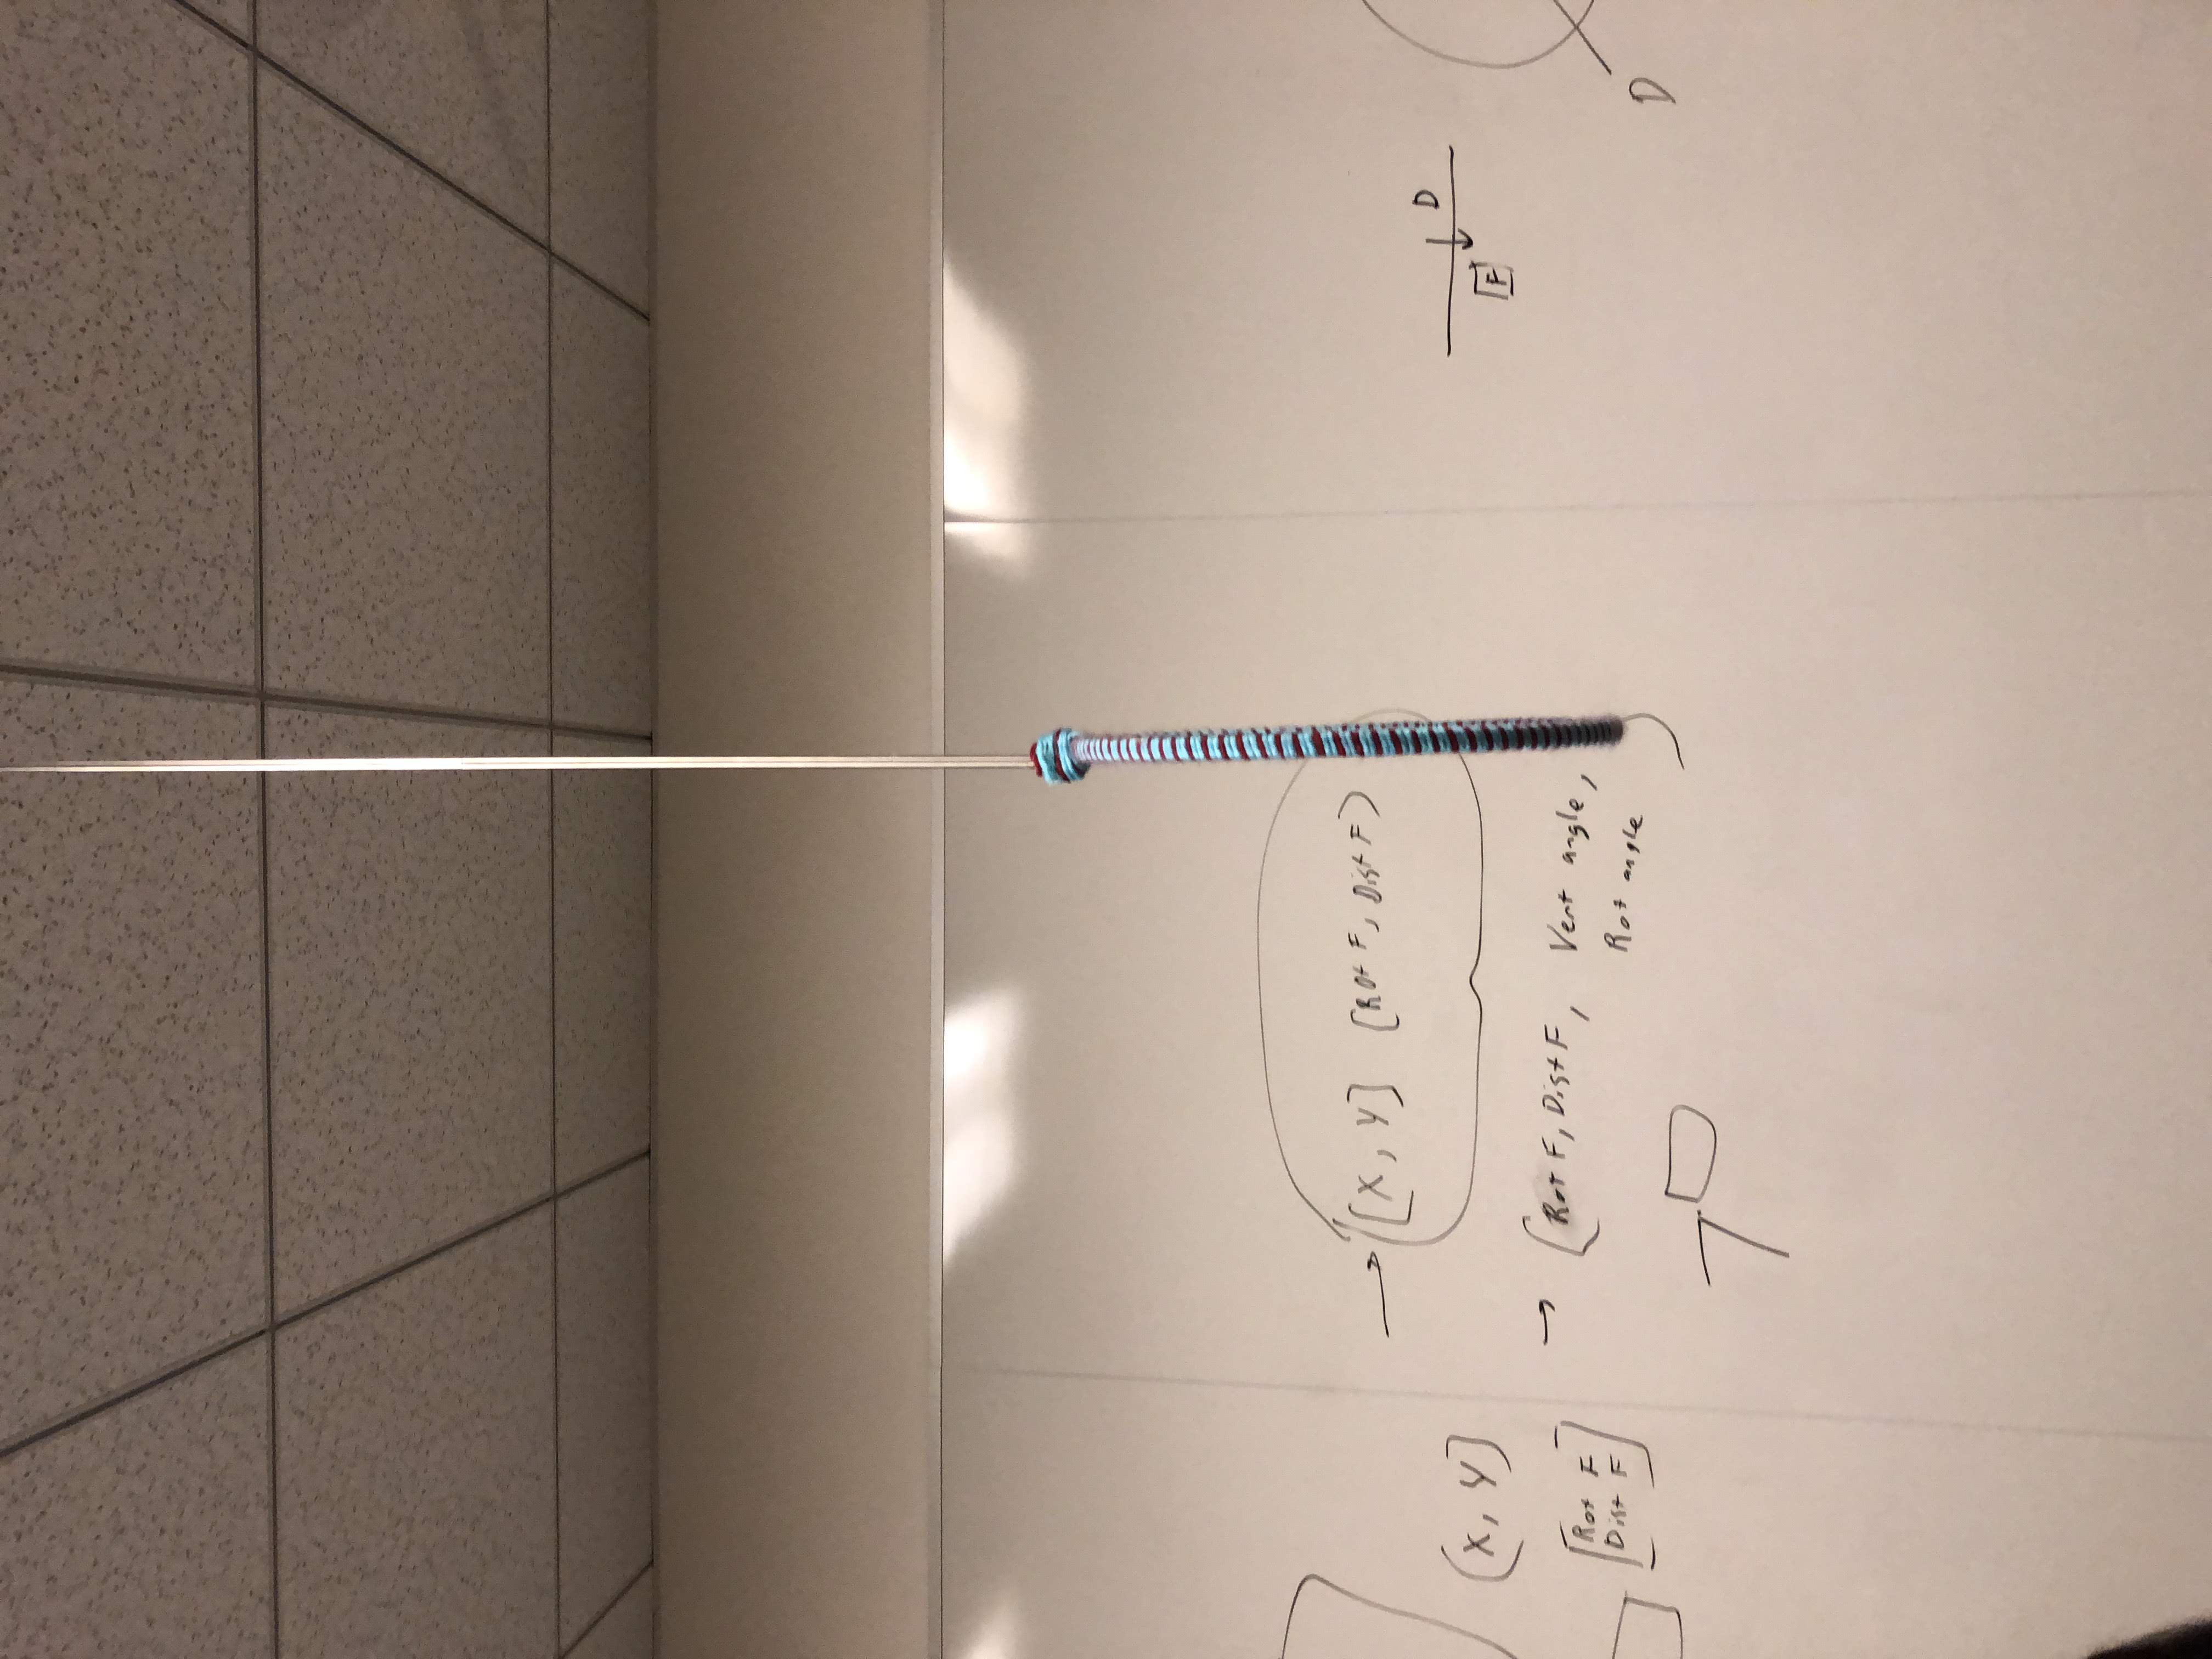 (X, Y]
[Rot F
Dist F]
→ [X, Y] (Rot F, Dist F)
→ [Rot F, Dist F, Vert angle,
Rot angle
D
F
D